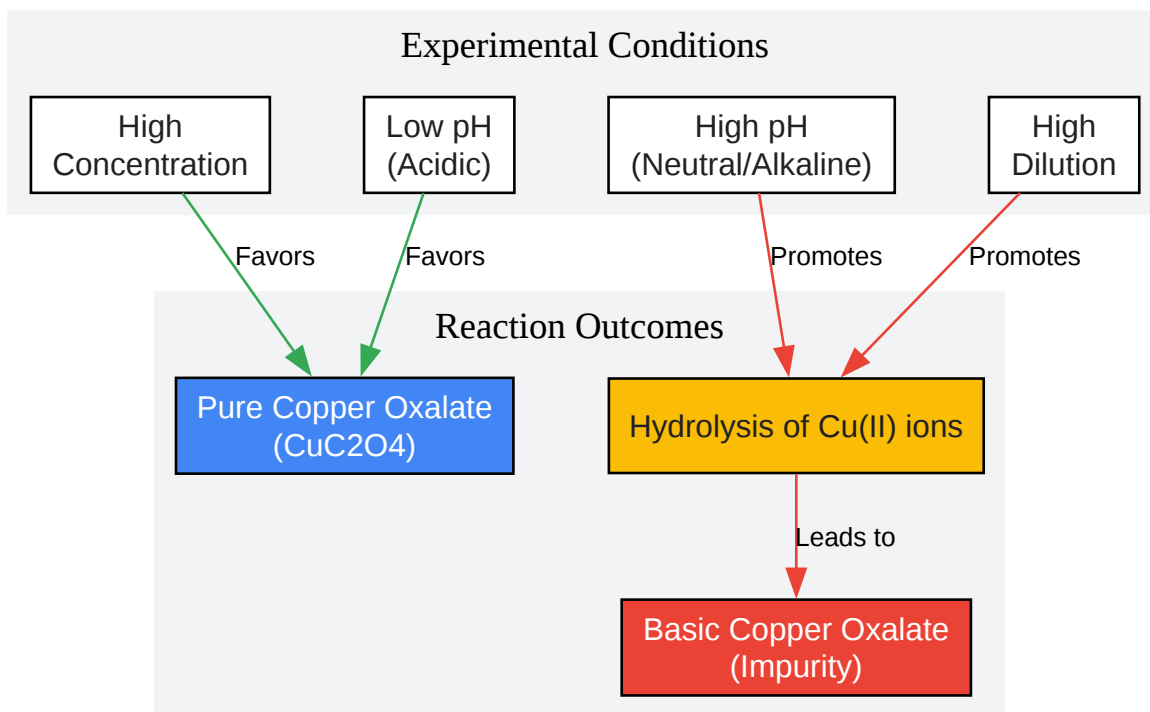 Experimental Conditions
High
Concentration
Low pH
(Acidic)
High pH
(Neutral/Alkaline)
High
Dilution
Favors
Favors
Promotes
Promotes
Reaction Outcomes
Pure Copper Oxalate
(CuC2O4)
Hydrolysis of Cu(II) ions
Leads to
Basic Copper Oxalate
(Impurity)